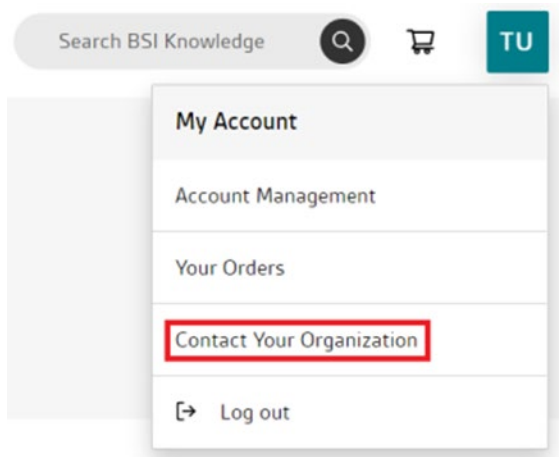 Search BSI Knowledge
TU
My Account
Account Management
Your Orders
Contact Your Organization
Log out